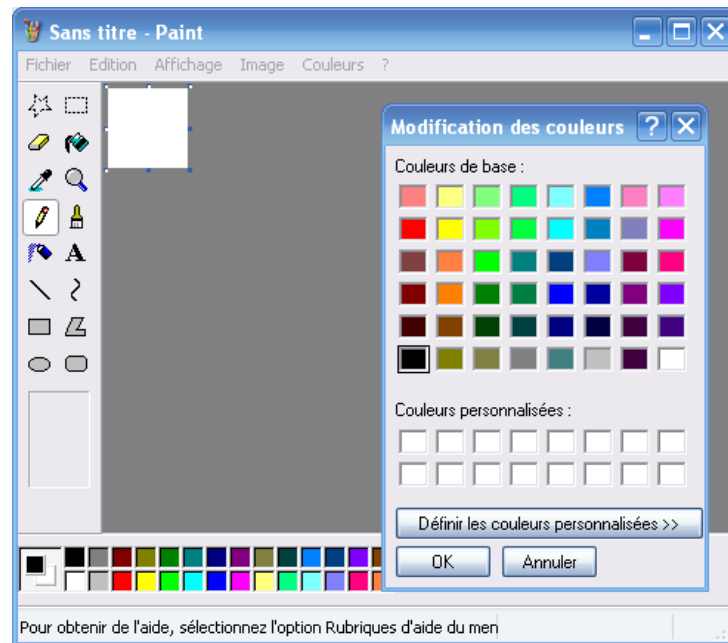 Sans titre - Paint
Fichier Edition Affichage Image Couleurs ?
Modification des couleurs
Couleurs de base :
A
Couleurs personnalisées :
Définir les couleurs personnalisées >>
OK Annuler
Pour obtenir de l'aide, sélectionnez l'option Rubriques d'aide du men